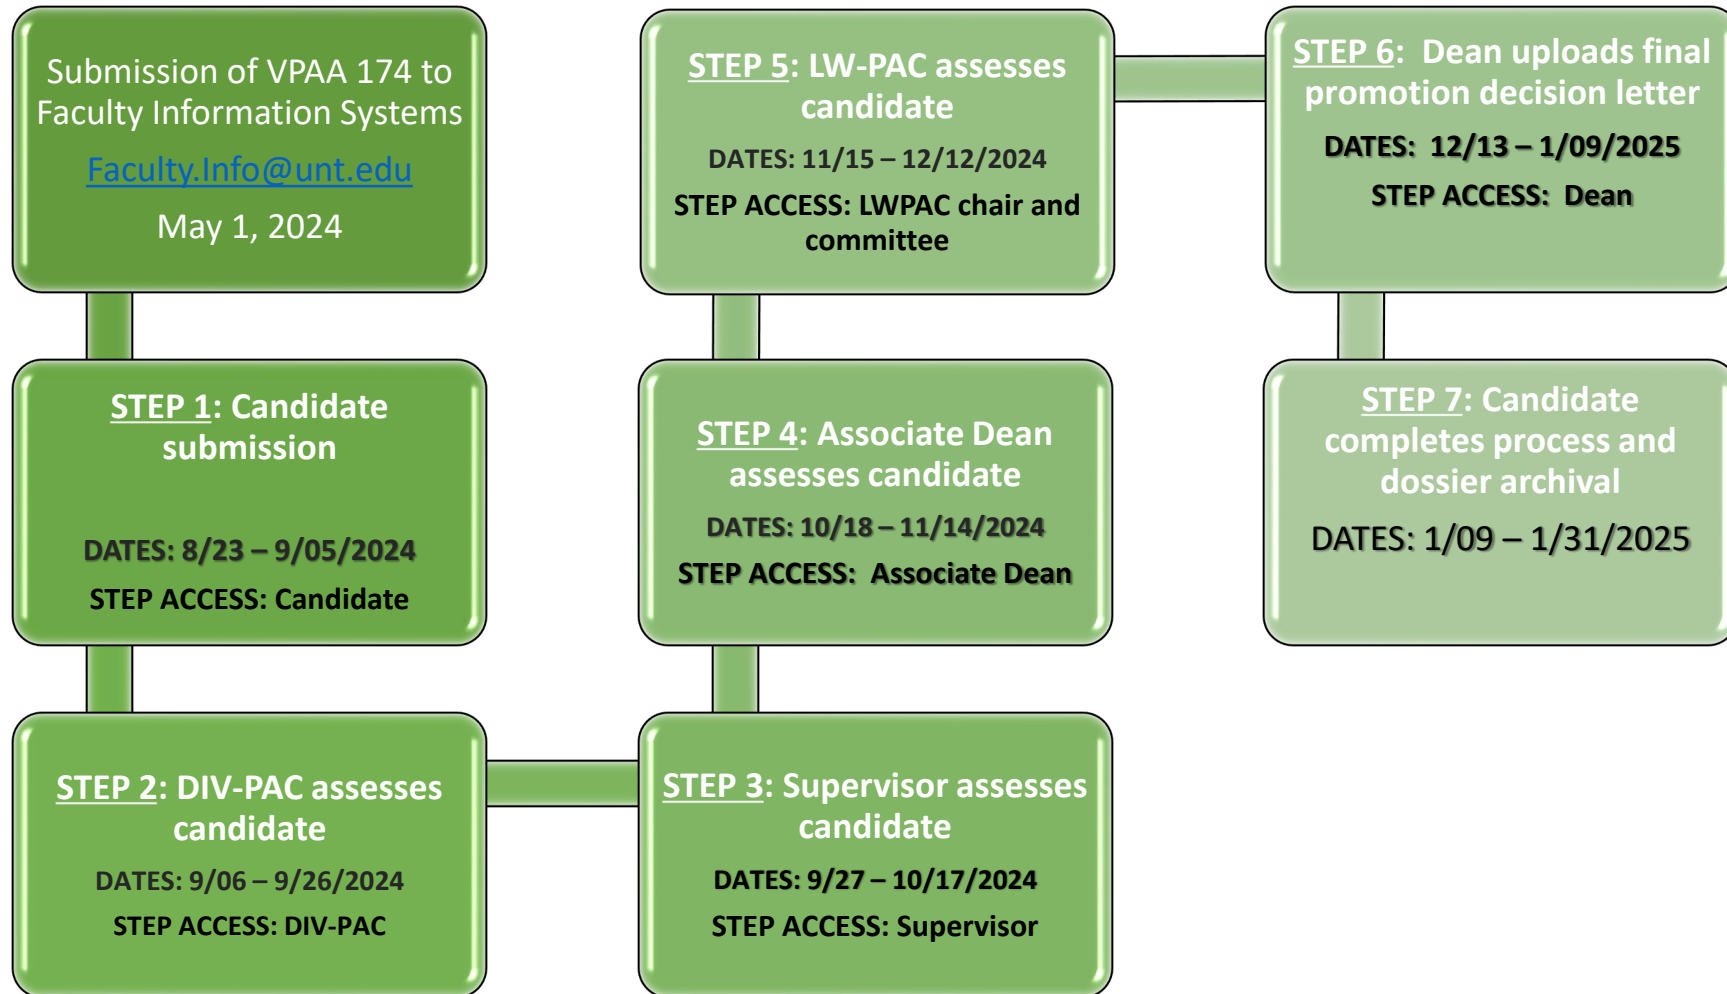 Submission of VPAA 174 to
Faculty Information Systems
Faculty.Info@unt.edu
May 1, 2024
STEP 1: Candidate
submission
DATES: 8/23 – 9/05/2024
STEP ACCESS: Candidate
STEP 2: DIV-PAC assesses
candidate
DATES: 9/06 – 9/26/2024
STEP ACCESS: DIV-PAC
STEP 3: Supervisor assesses
candidate
DATES: 9/27 – 10/17/2024
STEP ACCESS: Supervisor
STEP 4: Associate Dean
assesses candidate
DATES: 10/18 – 11/14/2024
STEP ACCESS: Associate Dean
STEP 5: LW-PAC assesses
candidate
DATES: 11/15 – 12/12/2024
STEP ACCESS: LWPAC chair and
committee
STEP 6: Dean uploads final
promotion decision letter
DATES: 12/13 – 1/09/2025
STEP ACCESS: Dean
STEP 7: Candidate
completes process and
dossier archival
DATES: 1/09 – 1/31/2025